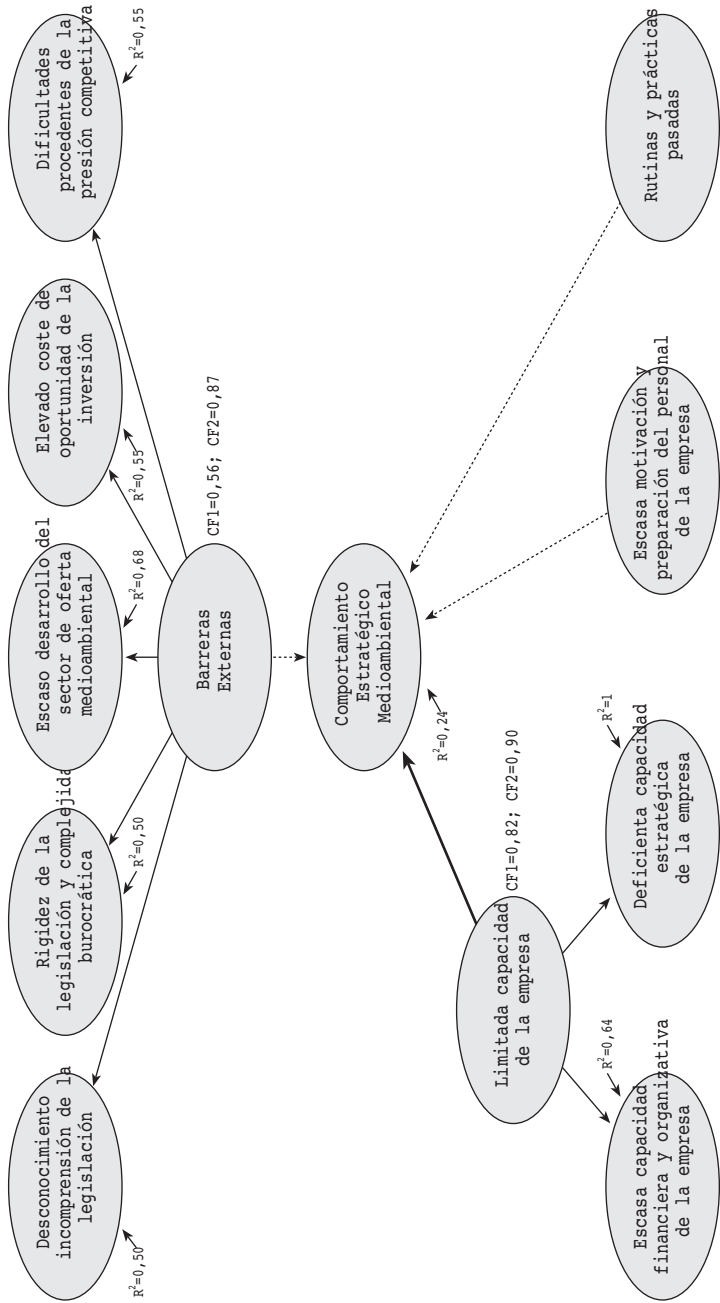 Desconocimiento
incomprensión de la
legislación
R²=0,50
Rigidez de la
legislación y complejida
burocrática
R²=0,50
Escaso desarrollo del
sector de oferta
medioambiental
R²=0,68
Elevado coste de
oportunidad de la
inversión
R²=0,55
Dificultades
procedentes de la
presión competitiva
R²=0,55
Barreras
Externas
CF1=0,56; CF2=0,87
Comportamiento
Estratégico
Medioambiental
R²=0,24
Limitada capacidad
de la empresa
CF1=0,82; CF2=0,90
Escasa capacidad
financiera y organizativa
de la empresa
R²=0,64
Deficienta capacidad
estratégica
de la empresa
R²=1
Escasa motivación y
preparación del personal
de la empresa
Rutinas y prácticas
pasadas